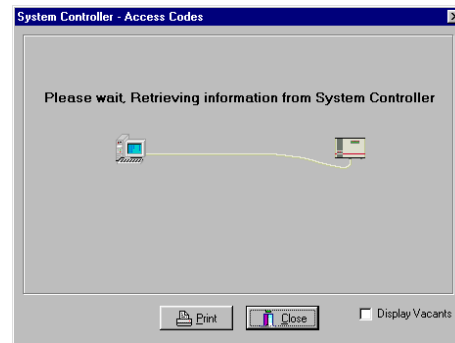 System Controller - Access Codes
Please wait, Retrieving information from System Controller
Print
Close
Display Vacants